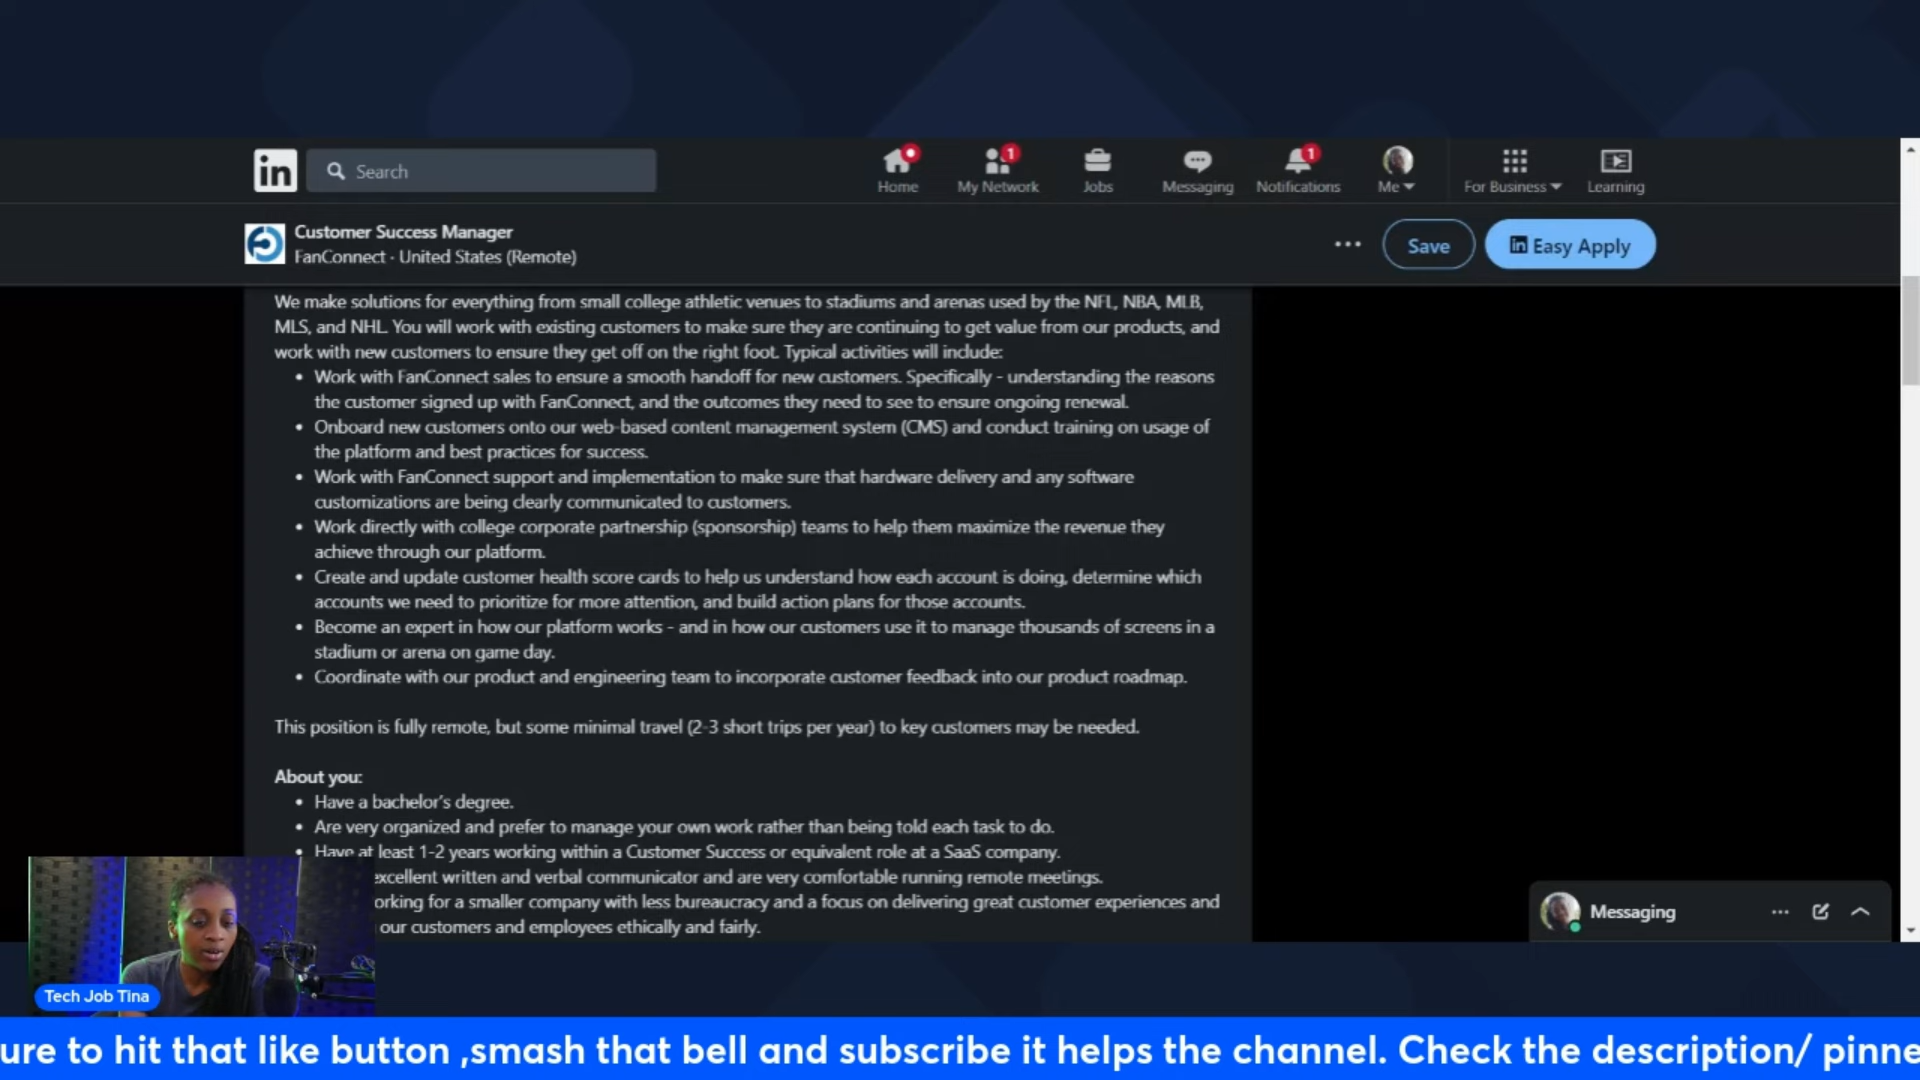 in
Search
Home
1
My Network
Jobs
Messaging
1
Notifications
Me
For Business
Learning
Customer Success Manager
FanConnect · United States (Remote)
Save
in Easy Apply
We make solutions for everything from small college athletic venues to stadiums and arenas used by the NFL, NBA, MLB,
MLS, and NHL. You will work with existing customers to make sure they are continuing to get value from our products, and
work with new customers to ensure they get off on the right foot. Typical activities will include:
• Work with FanConnect sales to ensure a smooth handoff for new customers. Specifically - understanding the reasons
the customer signed up with FanConnect, and the outcomes they need to see to ensure ongoing renewal.
• Onboard new customers onto our web-based content management system (CMS) and conduct training on usage of
the platform and best practices for success.
• Work with FanConnect support and implementation to make sure that hardware delivery and any software
customizations are being clearly communicated to customers.
• Work directly with college corporate partnership (sponsorship) teams to help them maximize the revenue they
achieve through our platform.
• Create and update customer health score cards to help us understand how each account is doing, determine which
accounts we need to prioritize for more attention, and build action plans for those accounts.
• Become an expert in how our platform works - and in how our customers use it to manage thousands of screens in a
stadium or arena on game day.
• Coordinate with our product and engineering team to incorporate customer feedback into our product roadmap.
This position is fully remote, but some minimal travel (2-3 short trips per year) to key customers may be needed.
About you:
• Have a bachelor's degree.
• Are very organized and prefer to manage your own work rather than being told each task to do.
• Have at least 1-2 years working within a Customer Success or equivalent role at a SaaS company.
excellent written and verbal communicator and are very comfortable running remote meetings.
orking for a smaller company with less bureaucracy and a focus on delivering great customer experiences and
our customers and employees ethically and fairly.
Messaging
Tech Job Tina
ure to hit that like button ,smash that bell and subscribe it helps the channel. Check the description/ pinne